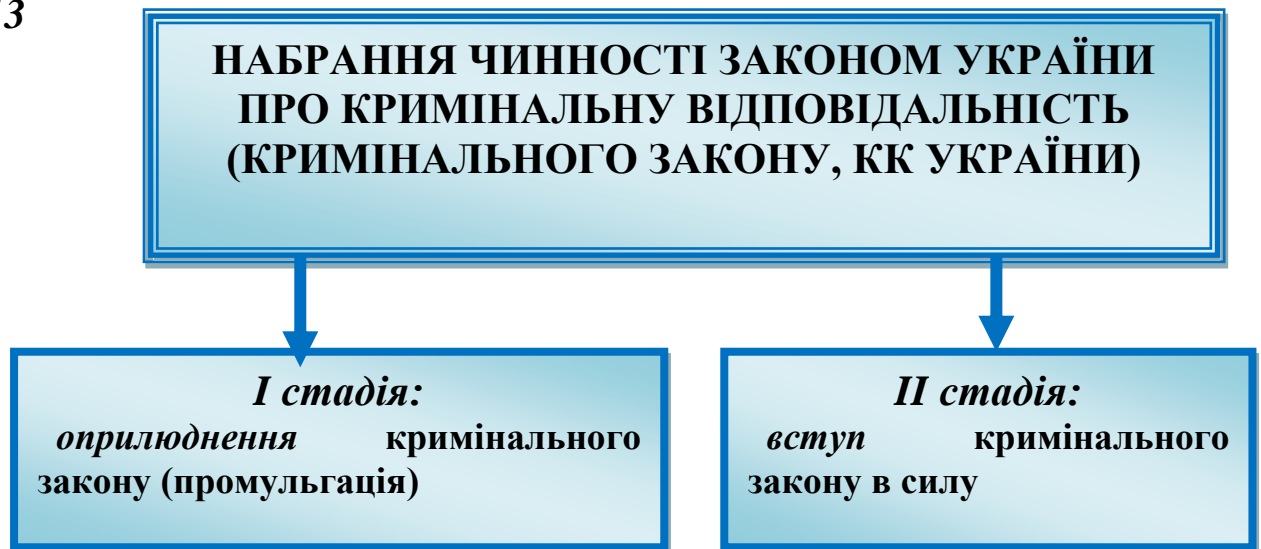 13
НАБРАННЯ ЧИННОСТІ ЗАКОНОМ УКРАЇНИ
ПРО КРИМІНАЛЬНУ ВІДПОВІДАЛЬНІСТЬ
(КРИМІНАЛЬНОГО ЗАКОНУ, КК УКРАЇНИ)
І стадія:
оприлюднення кримінального
закону (промульгація)
ІІ стадія:
вступ кримінального
закону в силу